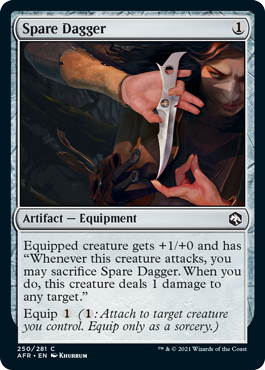 Spare Dagger 1
Artifact — Equipment
Equipped creature gets +1/+0 and has
“Whenever this creature attacks, you
may sacrifice Spare Dagger. When you
do, this creature deals 1 damage to
any target.”
Equip 1 (1: Attach to target creature
you control. Equip only as a sorcery.)
250/281 C
AFR • EN Khurrum ™ & © 2021 Wizards of the Coast